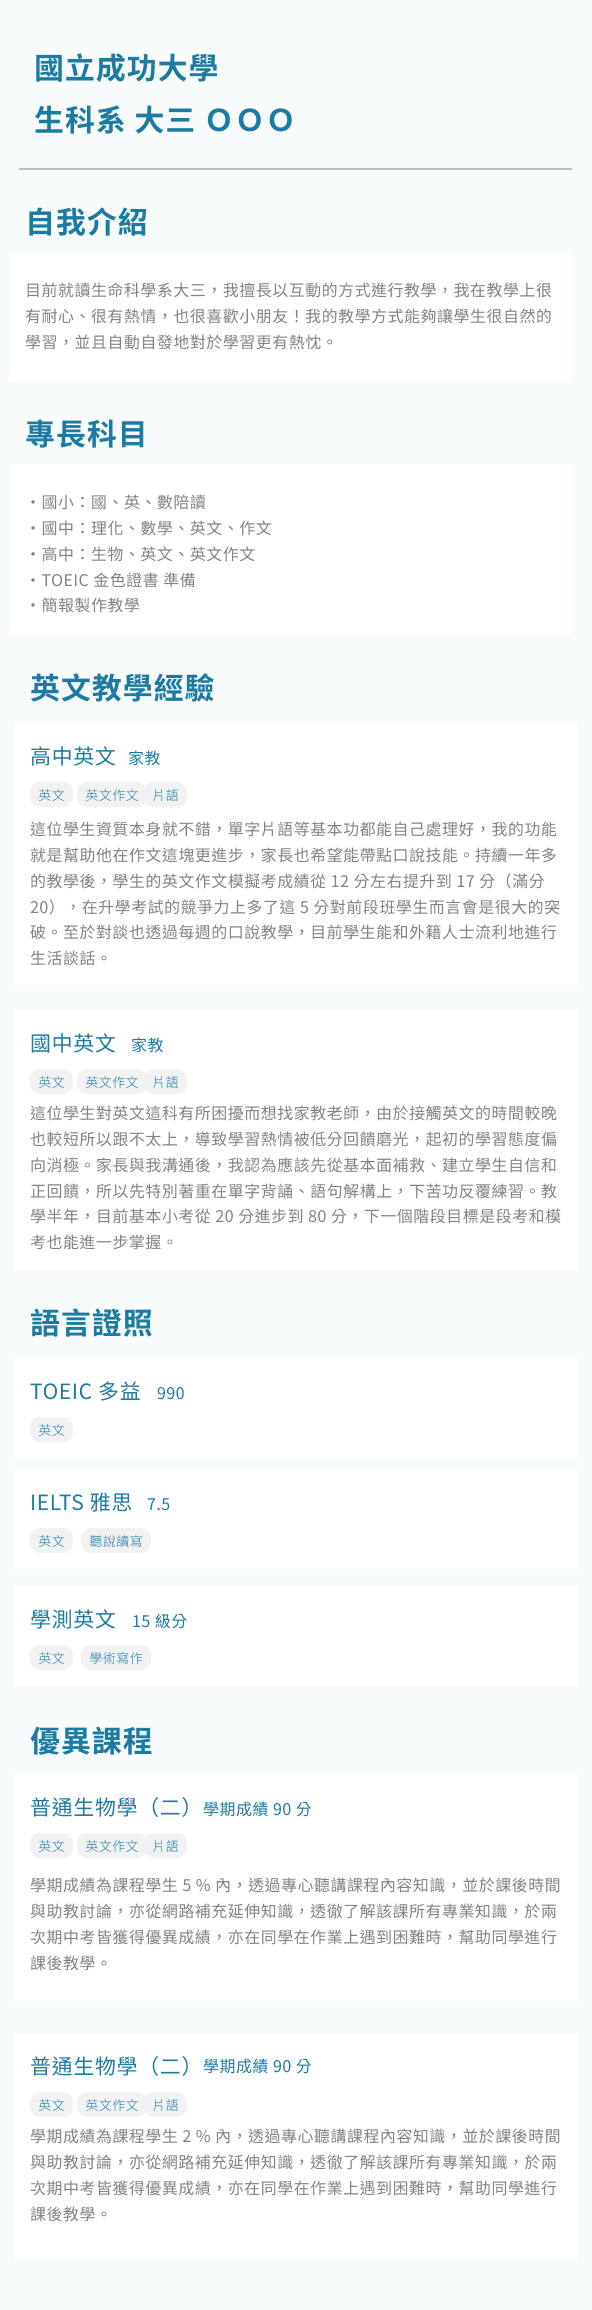 國立成功大學
生科系 大三 ＯＯＯ
自我介紹
目前就讀生命科學系大三，我擅長以互動的方式進行教學，我在教學上很
有耐心、很有熱情，也很喜歡小朋友！我的教學方式能夠讓學生很自然的
學習，並且自動自發地對於學習更有熱忱。
專長科目
・國小：國、英、數陪讀
・國中：理化、數學、英文、作文
・高中：生物、英文、英文作文
・TOEIC 金色證書 準備
・簡報製作教學
英文教學經驗
高中英文 家教
英文 英文作文 片語
這位學生資質本身就不錯，單字片語等基本功都能自己處理好，我的功能
就是幫助他在作文這塊更進步，家長也希望能帶點口說技能。持續一年多
的教學後，學生的英文作文模擬考成績從 12 分左右提升到 17 分（滿分
20），在升學考試的競爭力上多了這 5 分對前段班學生而言會是很大的突
破。至於對談也透過每週的口說教學，目前學生能和外籍人士流利地進行
生活談話。
國中英文 家教
英文 英文作文 片語
這位學生對英文這科有所困擾而想找家教老師，由於接觸英文的時間較晚
也較短所以跟不太上，導致學習熱情被低分回饋磨光，起初的學習態度偏
向消極。家長與我溝通後，我認為應該先從基本面補救、建立學生自信和
正回饋，所以先特別著重在單字背誦、語句解構上，下苦功反覆練習。教
學半年，目前基本小考從 20 分進步到 80 分，下一個階段目標是段考和模
考也能進一步掌握。
語言證照
TOEIC 多益 990
英文
IELTS 雅思 7.5
英文 聽說讀寫
學測英文 15 級分
英文 學術寫作
優異課程
普通生物學（二）學期成績 90 分
英文 英文作文 片語
學期成績為課程學生 5 % 內，透過專心聽講課程內容知識，並於課後時間
與助教討論，亦從網路補充延伸知識，透徹了解該課所有專業知識，於兩
次期中考皆獲得優異成績，亦在同學在作業上遇到困難時，幫助同學進行
課後教學。
普通生物學（二）學期成績 90 分
英文 英文作文 片語
學期成績為課程學生 2 % 內，透過專心聽講課程內容知識，並於課後時間
與助教討論，亦從網路補充延伸知識，透徹了解該課所有專業知識，於兩
次期中考皆獲得優異成績，亦在同學在作業上遇到困難時，幫助同學進行
課後教學。